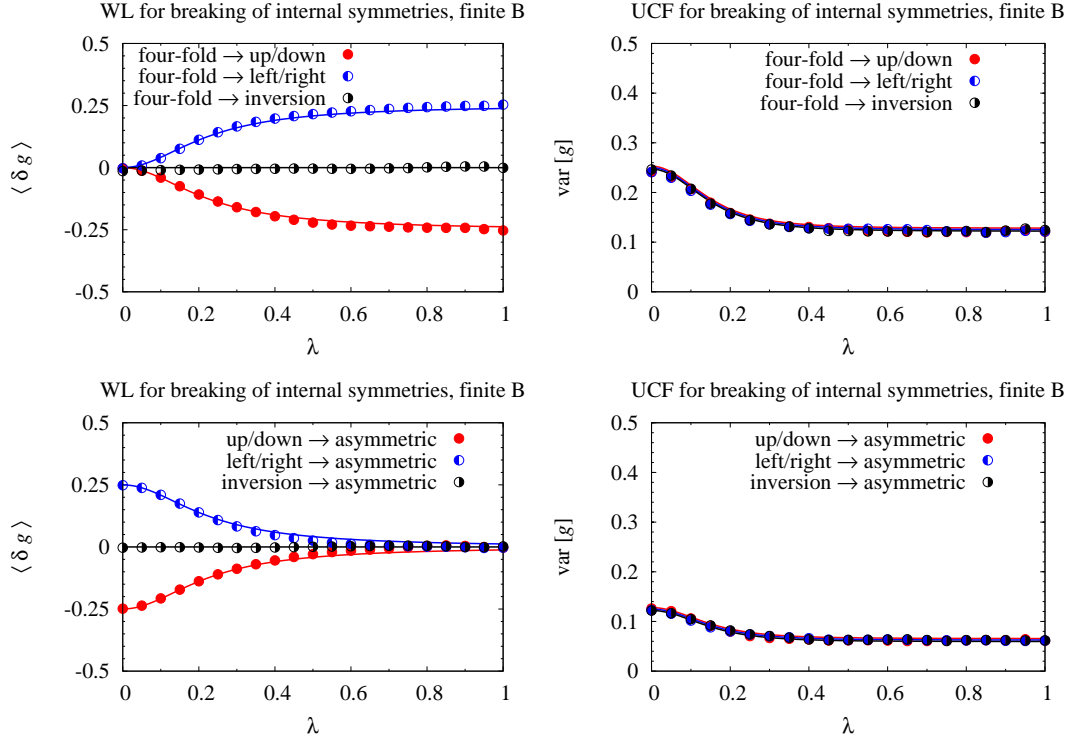 WL for breaking of internal symmetries, finite B
0.5
0.25
0
-0.25
-0.5
⟨ δ g ⟩
four-fold → up/down
four-fold → left/right
four-fold → inversion
0 0.2 0.4 0.6 0.8 1
λ
UCF for breaking of internal symmetries, finite B
0.5
0.4
0.3
0.2
0.1
0
var [g]
four-fold → up/down
four-fold → left/right
four-fold → inversion
0 0.2 0.4 0.6 0.8 1
λ
WL for breaking of internal symmetries, finite B
0.5
0.25
0
-0.25
-0.5
⟨ δ g ⟩
up/down → asymmetric
left/right → asymmetric
inversion → asymmetric
0 0.2 0.4 0.6 0.8 1
λ
UCF for breaking of internal symmetries, finite B
0.5
0.4
0.3
0.2
0.1
0
var [g]
up/down → asymmetric
left/right → asymmetric
inversion → asymmetric
0 0.2 0.4 0.6 0.8 1
λ